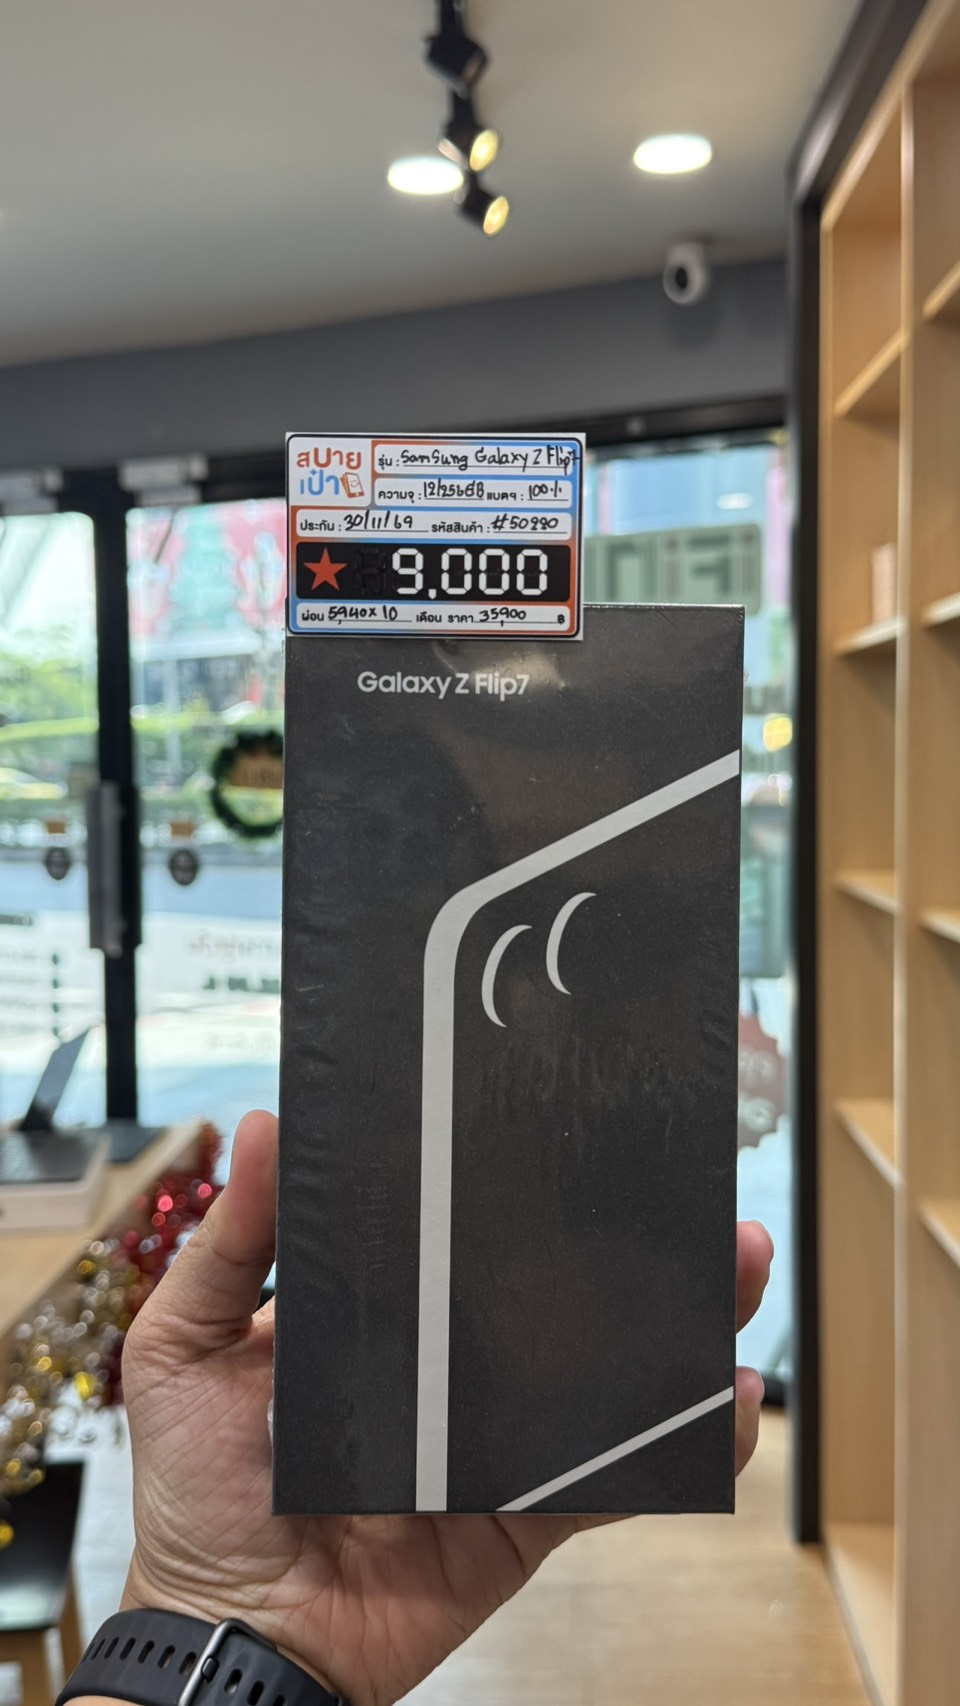 สบาย
เป๋า
รุ่น : Samsung Galaxy Z Flip7
ความจุ : 12/256GB แบตฯ : 100%
ประกัน : 30/11/69 รหัสสินค้า : #50990
9,000
ผ่อน 5,940x10 เดือน ราคา 35,900 ฿
Galaxy Z Flip7